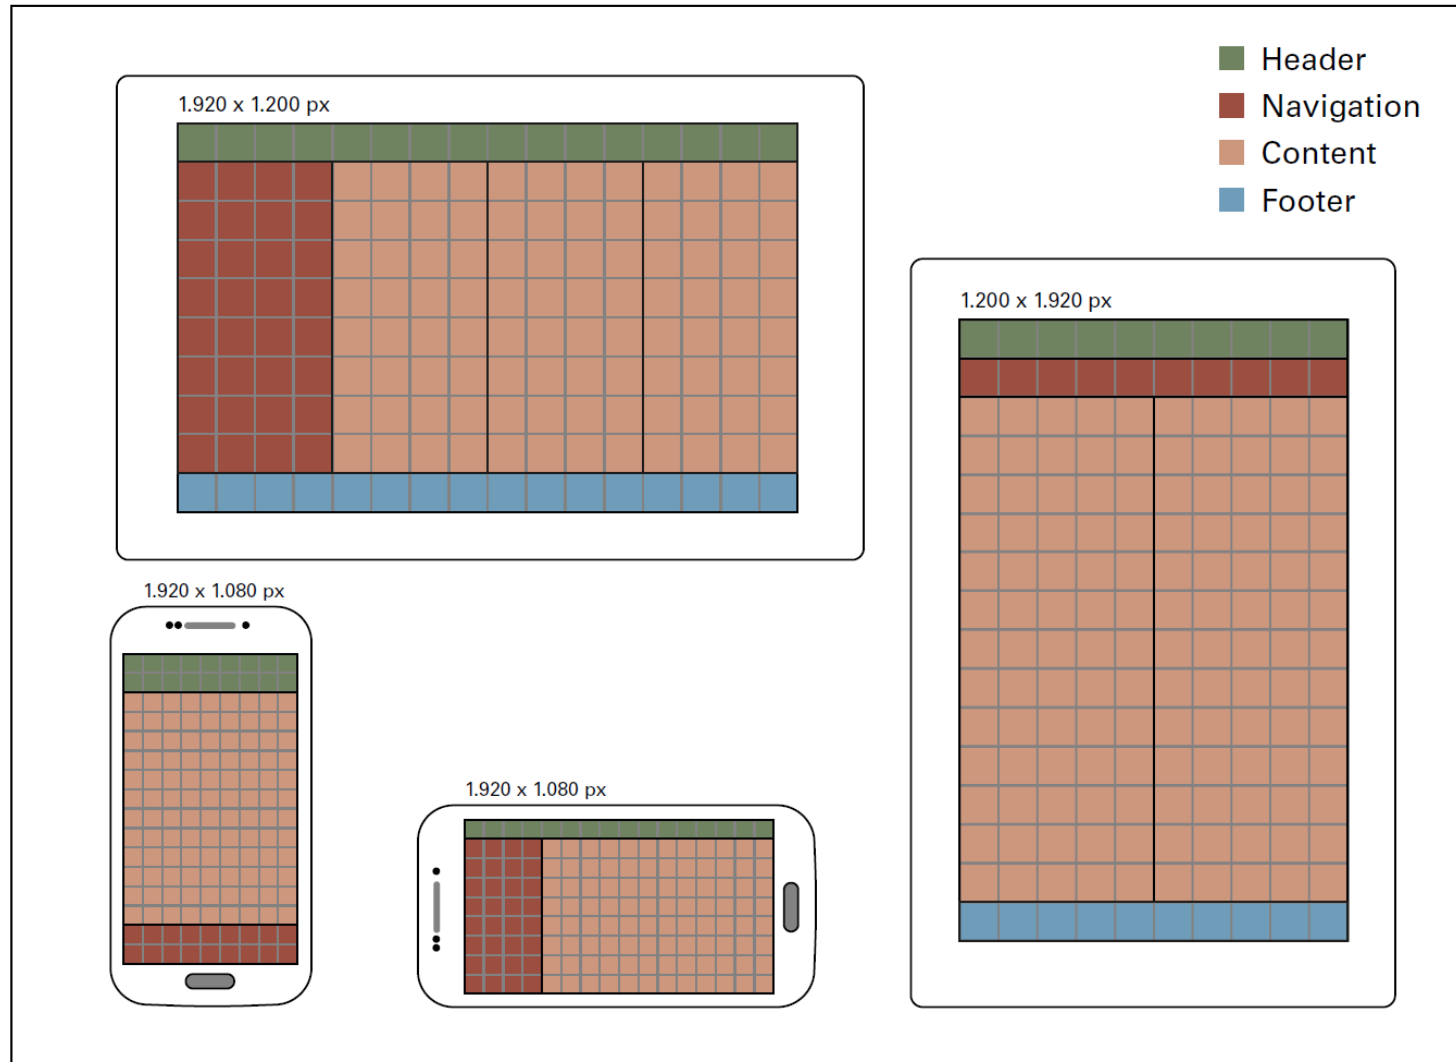 Header
Navigation
Content
Footer
1.920 x 1.200 px
1.200 x 1.920 px
1.920 x 1.080 px
1.920 x 1.080 px